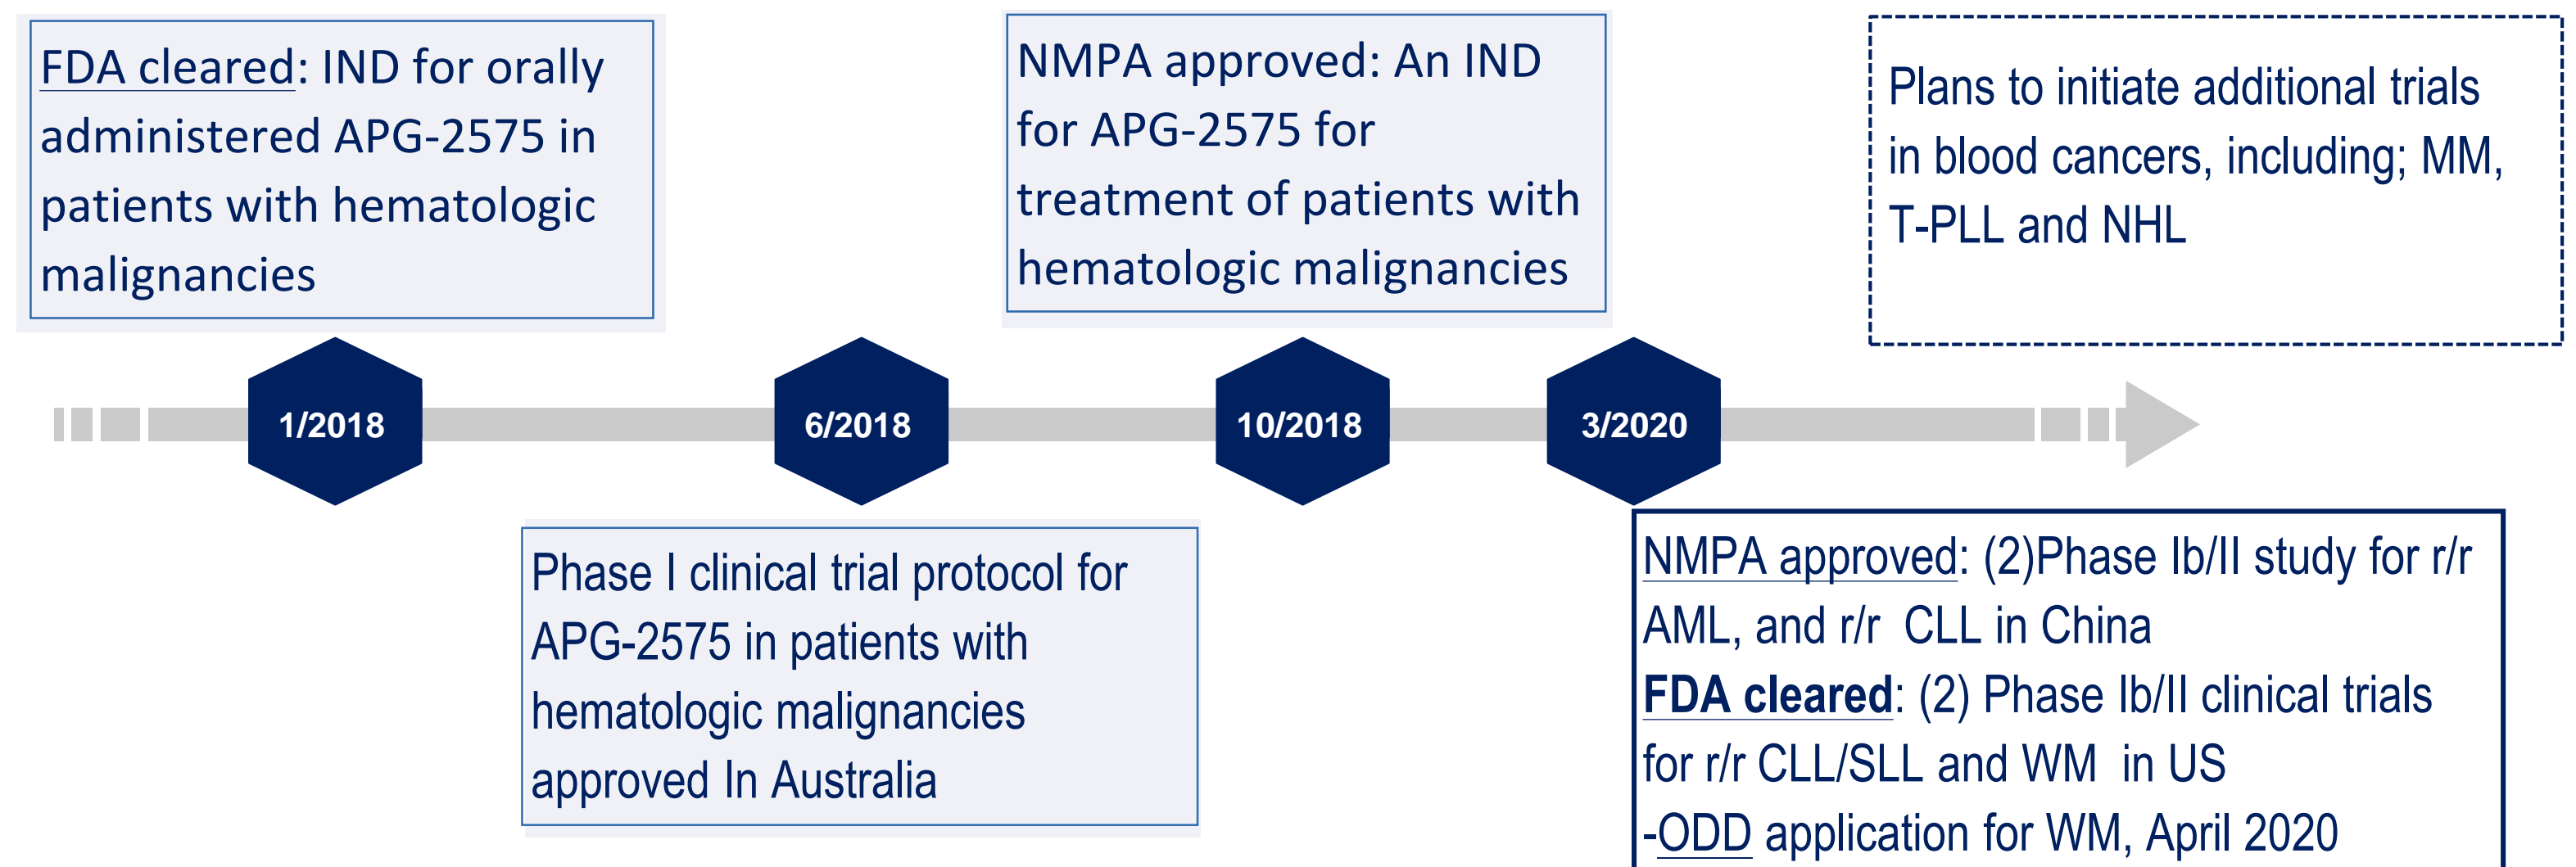 FDA cleared: IND for orally
administered APG-2575 in
patients with hematologic
malignancies
NMPA approved: An IND
for APG-2575 for
treatment of patients with
hematologic malignancies
Plans to initiate additional trials
in blood cancers, including; MM,
T-PLL and NHL
1/2018
6/2018
10/2018
3/2020
Phase I clinical trial protocol for
APG-2575 in patients with
hematologic malignancies
approved In Australia
NMPA approved: (2)Phase Ib/II study for r/r
AML, and r/r CLL in China
FDA cleared: (2) Phase Ib/II clinical trials
for r/r CLL/SLL and WM in US
-ODD application for WM, April 2020